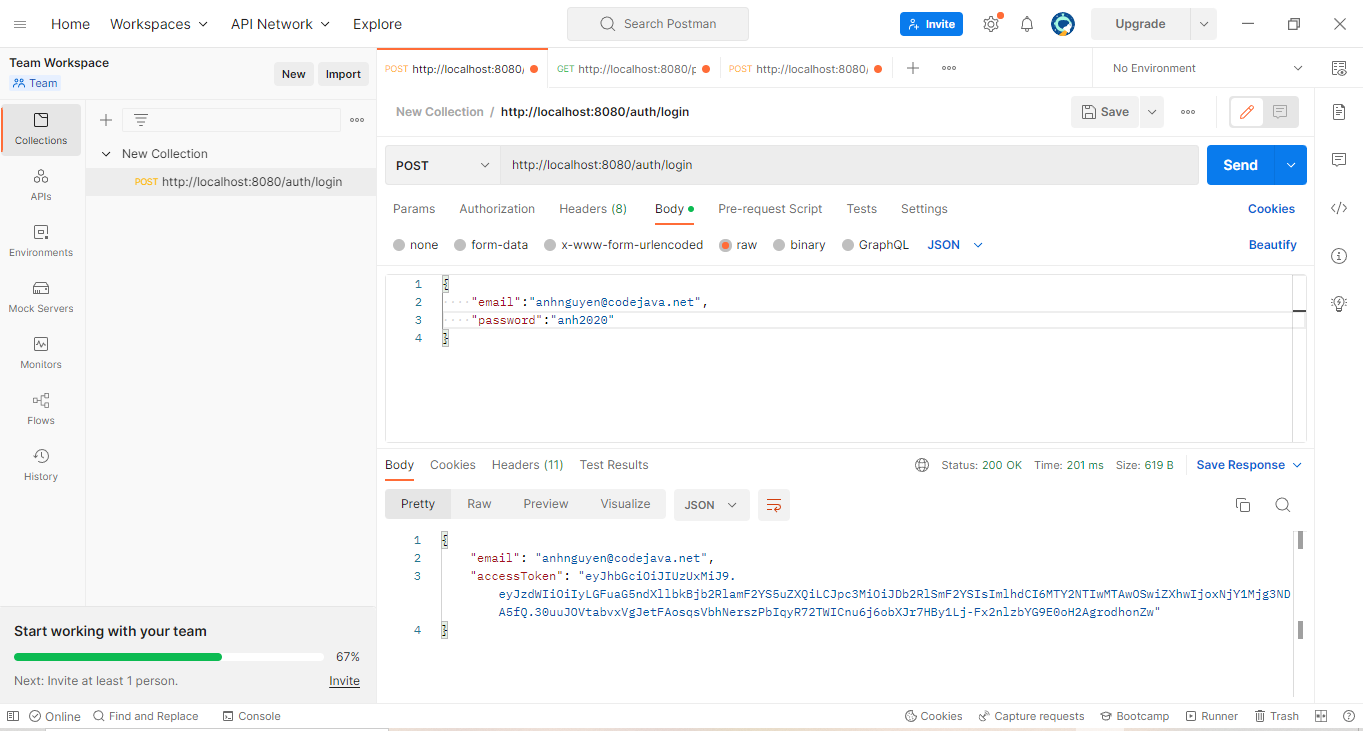 Home Workspaces API Network Explore Search Postman Invite Upgrade
Team Workspace
Team
New Import
POST http://localhost:8080/ GET http://localhost:8080/p POST http://localhost:8080/ No Environment
New Collection / http://localhost:8080/auth/login Save
Collections
APIs
Environments
Mock Servers
Monitors
Flows
History
New Collection
POST http://localhost:8080/auth/login
POST http://localhost:8080/auth/login Send
Params Authorization Headers (8) Body Pre-request Script Tests Settings Cookies
none form-data x-www-form-urlencoded raw binary GraphQL JSON Beautify
1 {
2 "email":"anhnguyen@codejava.net",
3 "password":"anh2020"
4 }
Body Cookies Headers (11) Test Results Status: 200 OK Time: 201 ms Size: 619 B Save Response
Pretty Raw Preview Visualize JSON
1 {
2 "email": "anhnguyen@codejava.net",
3 "accessToken": "eyJhbGciOiJIUzUxMiJ9.
eyJzdWIiOiIyLGFuaG5ndXllbkBjb2RlamF2YS5uZXQiLCJpc3MiOiJDb2RlSmF2YSIsImlhdCI6MTY2NTIwMTAwOSwiZXhwIjoxNjY1Mjg3ND
A5fQ.30uuJOVtabvxVgJetFAosqsVbhNerszPbIqyR72TWICnu6j6obXJr7HBy1Lj-Fx2nlzbYG9E0oH2AgrodhonZw"
4 }
Start working with your team
67%
Next: Invite at least 1 person. Invite
Online Find and Replace Console Cookies Capture requests Bootcamp Runner Trash